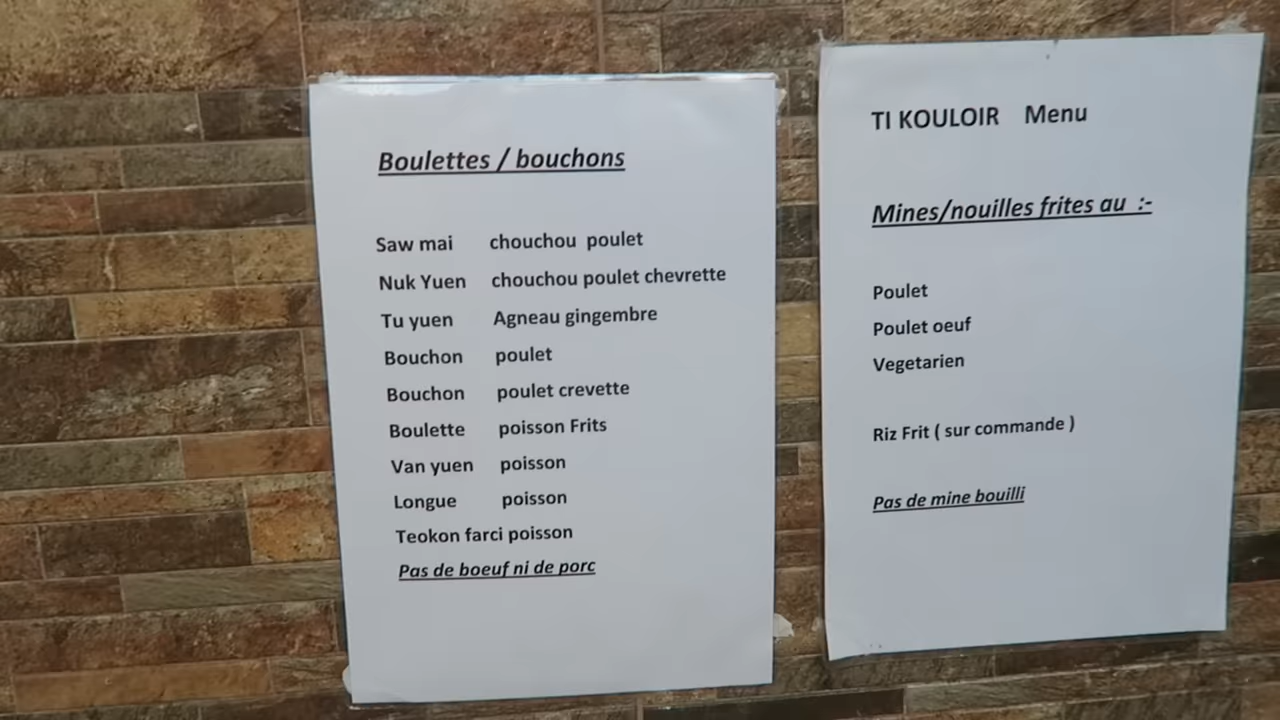 Boulettes / bouchons
Saw mai chouchou poulet
Nuk Yuen chouchou poulet chevrette
Tu yuen Agneau gingembre
Bouchon poulet
Bouchon poulet crevette
Boulette poisson Frits
Van yuen poisson
Longue poisson
Teokon farci poisson
Pas de boeuf ni de porc
TI KOULOIR Menu
Mines/nouilles frites au :-
Poulet
Poulet oeuf
Vegetarien
Riz Frit ( sur commande )
Pas de mine bouilli